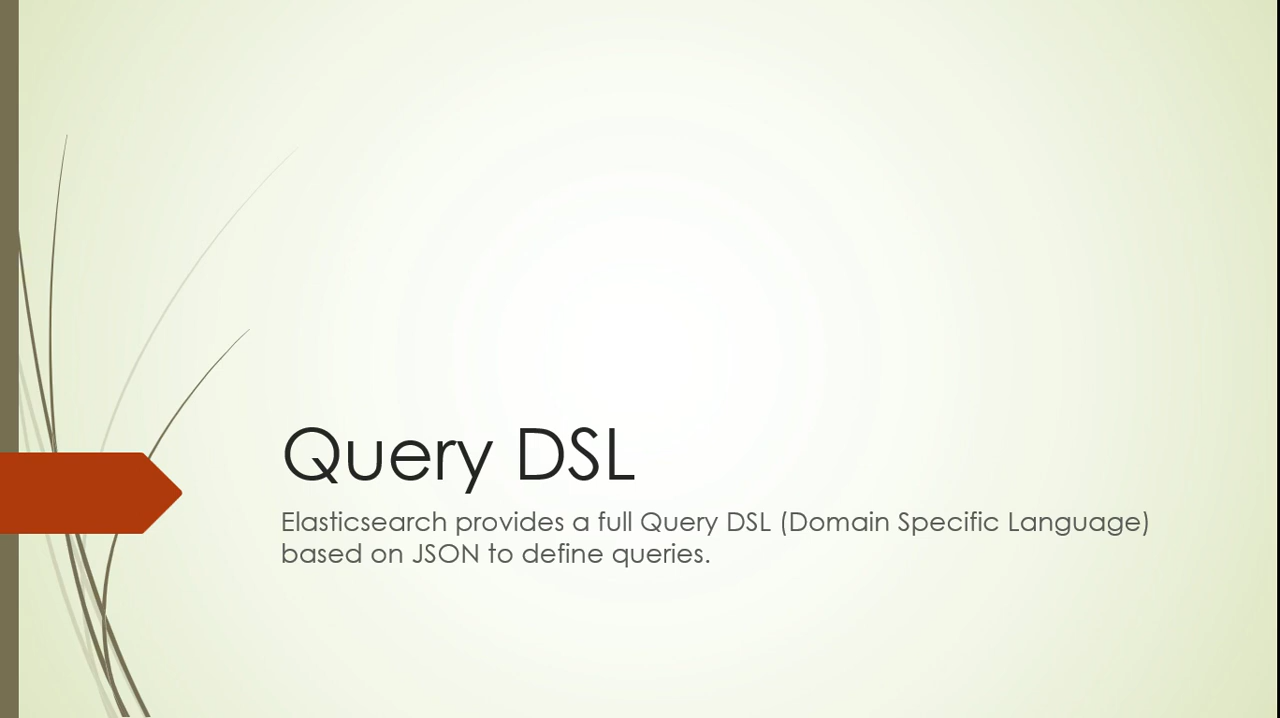 Query DSL
Elasticsearch provides a full Query DSL (Domain Specific Language)
based on JSON to define queries.